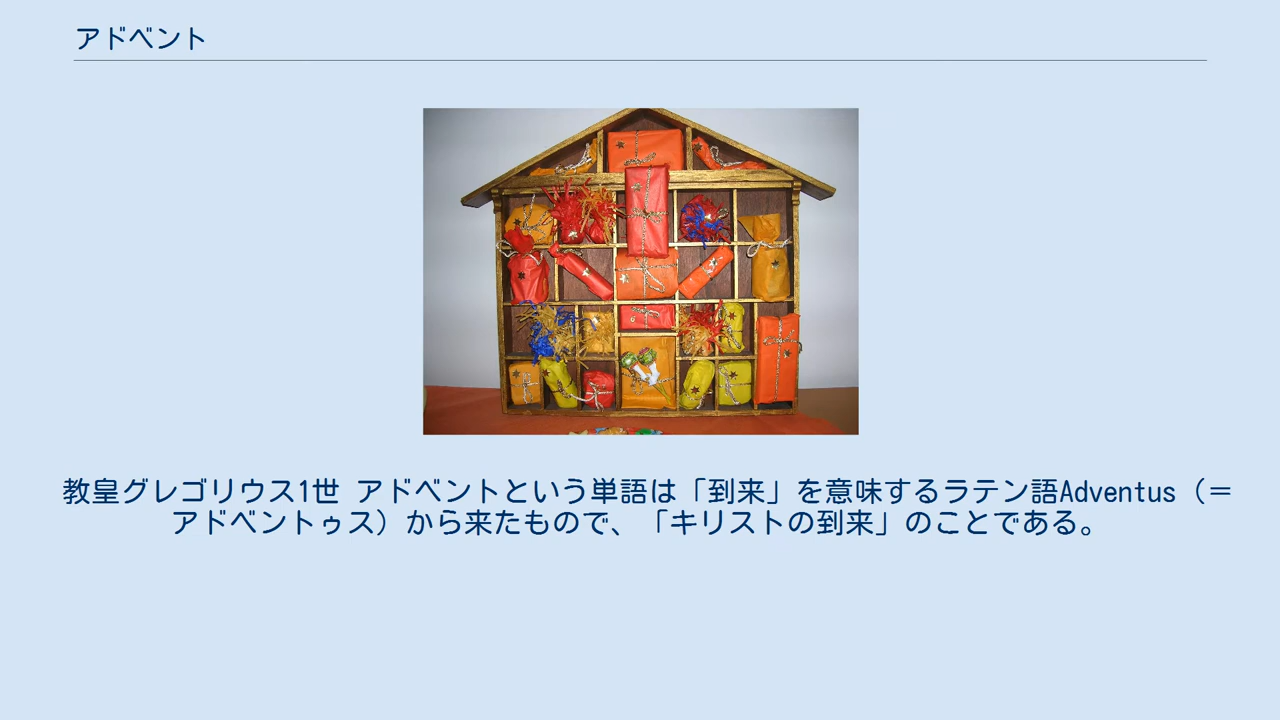 アドベント
教皇グレゴリウス1世 アドベントという単語は「到来」を意味するラテン語Adventus（＝
アドベントゥス）から来たもので、「キリストの到来」のことである。